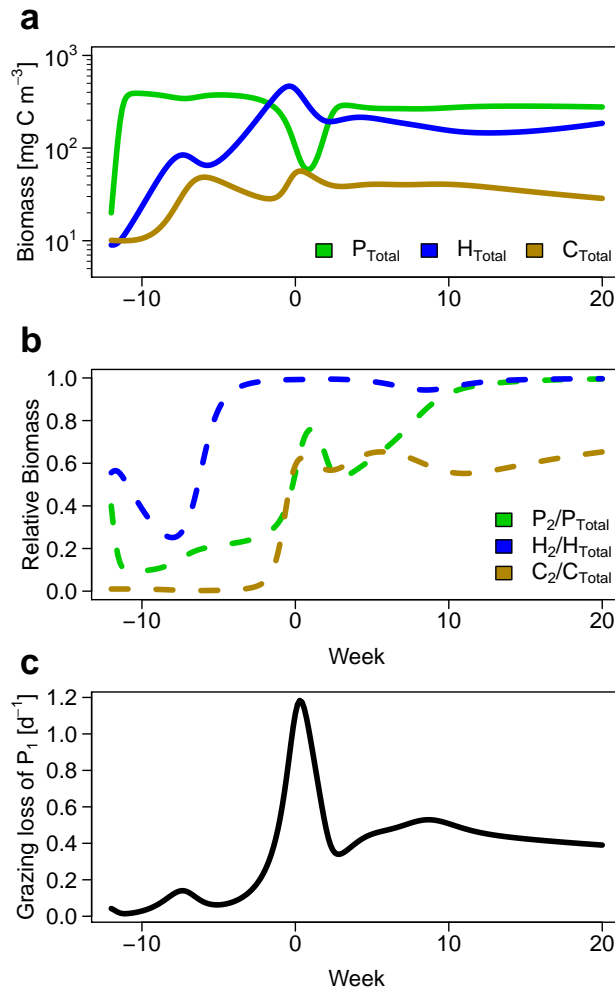 a
Biomass [mg C m⁻³]
10³
10²
10¹
P_Total H_Total C_Total
−10 0 10 20
b
Relative Biomass
1.0
0.8
0.6
0.4
0.2
0.0
P₂/P_Total
H₂/H_Total
C₂/C_Total
−10 0 10 20
Week
c
Grazing loss of P₁ [d⁻¹]
1.2
1.0
0.8
0.6
0.4
0.2
0.0
−10 0 10 20
Week